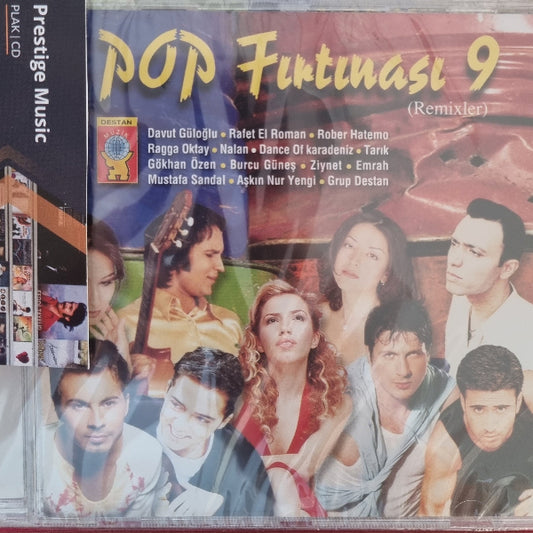 Prestige Music
PLAK | CD
POP Fırtınası 9
(Remixler)
DESTAN
MÜZİK
Davut Güloğlu • Rafet El Roman • Rober Hatemo
Ragga Oktay • Nalan • Dance Of karadeniz • Tarık
Gökhan Özen • Burcu Güneş • Ziynet • Emrah
Mustafa Sandal • Aşkın Nur Yengi • Grup Destan